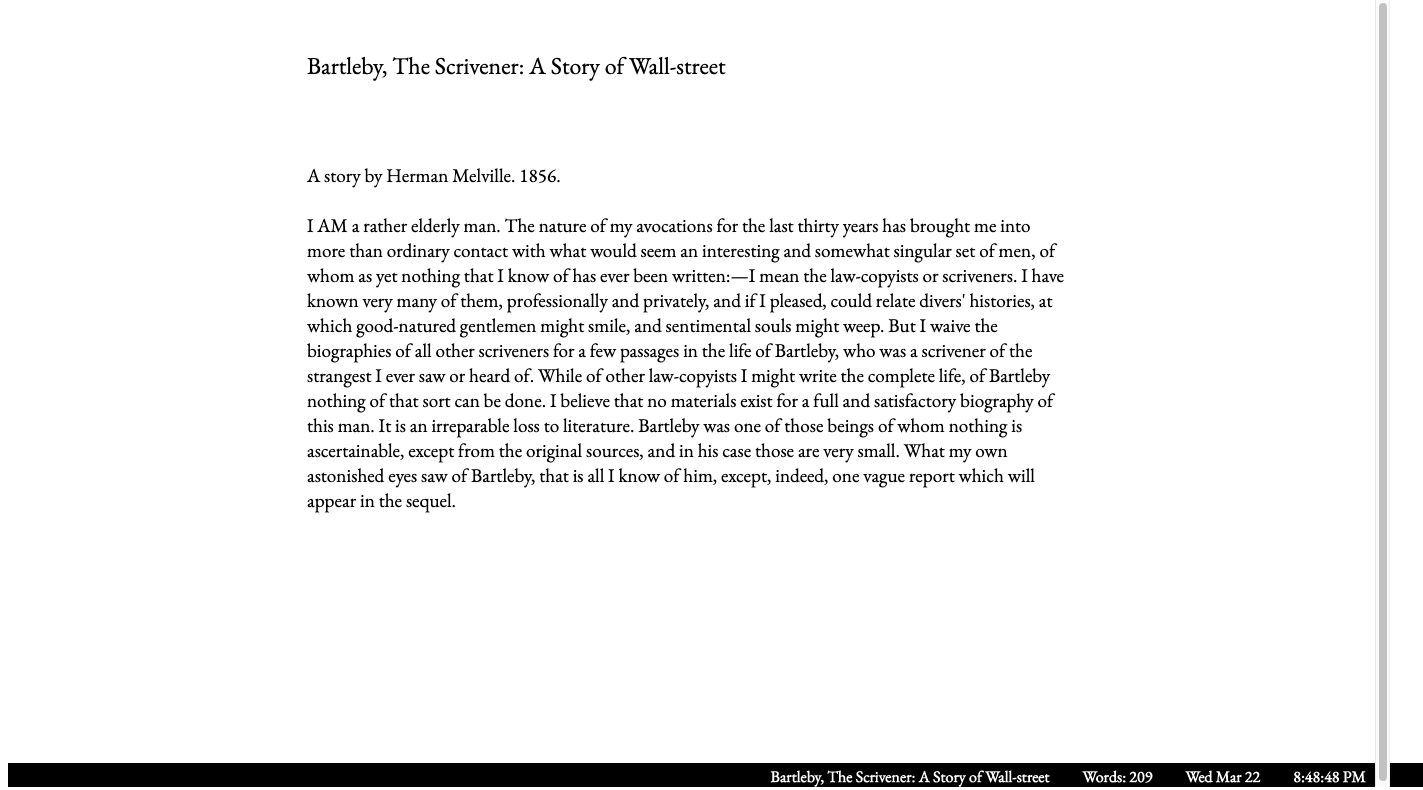 Bartleby, The Scrivener: A Story of Wall-street
A story by Herman Melville. 1856.
I AM a rather elderly man. The nature of my avocations for the last thirty years has brought me into
more than ordinary contact with what would seem an interesting and somewhat singular set of men, of
whom as yet nothing that I know of has ever been written:—I mean the law-copyists or scriveners. I have
known very many of them, professionally and privately, and if I pleased, could relate divers' histories, at
which good-natured gentlemen might smile, and sentimental souls might weep. But I waive the
biographies of all other scriveners for a few passages in the life of Bartleby, who was a scrivener of the
strangest I ever saw or heard of. While of other law-copyists I might write the complete life, of Bartleby
nothing of that sort can be done. I believe that no materials exist for a full and satisfactory biography of
this man. It is an irreparable loss to literature. Bartleby was one of those beings of whom nothing is
ascertainable, except from the original sources, and in his case those are very small. What my own
astonished eyes saw of Bartleby, that is all I know of him, except, indeed, one vague report which will
appear in the sequel.
Bartleby, The Scrivener: A Story of Wall-street Words: 209 Wed Mar 22 8:48:48 PM